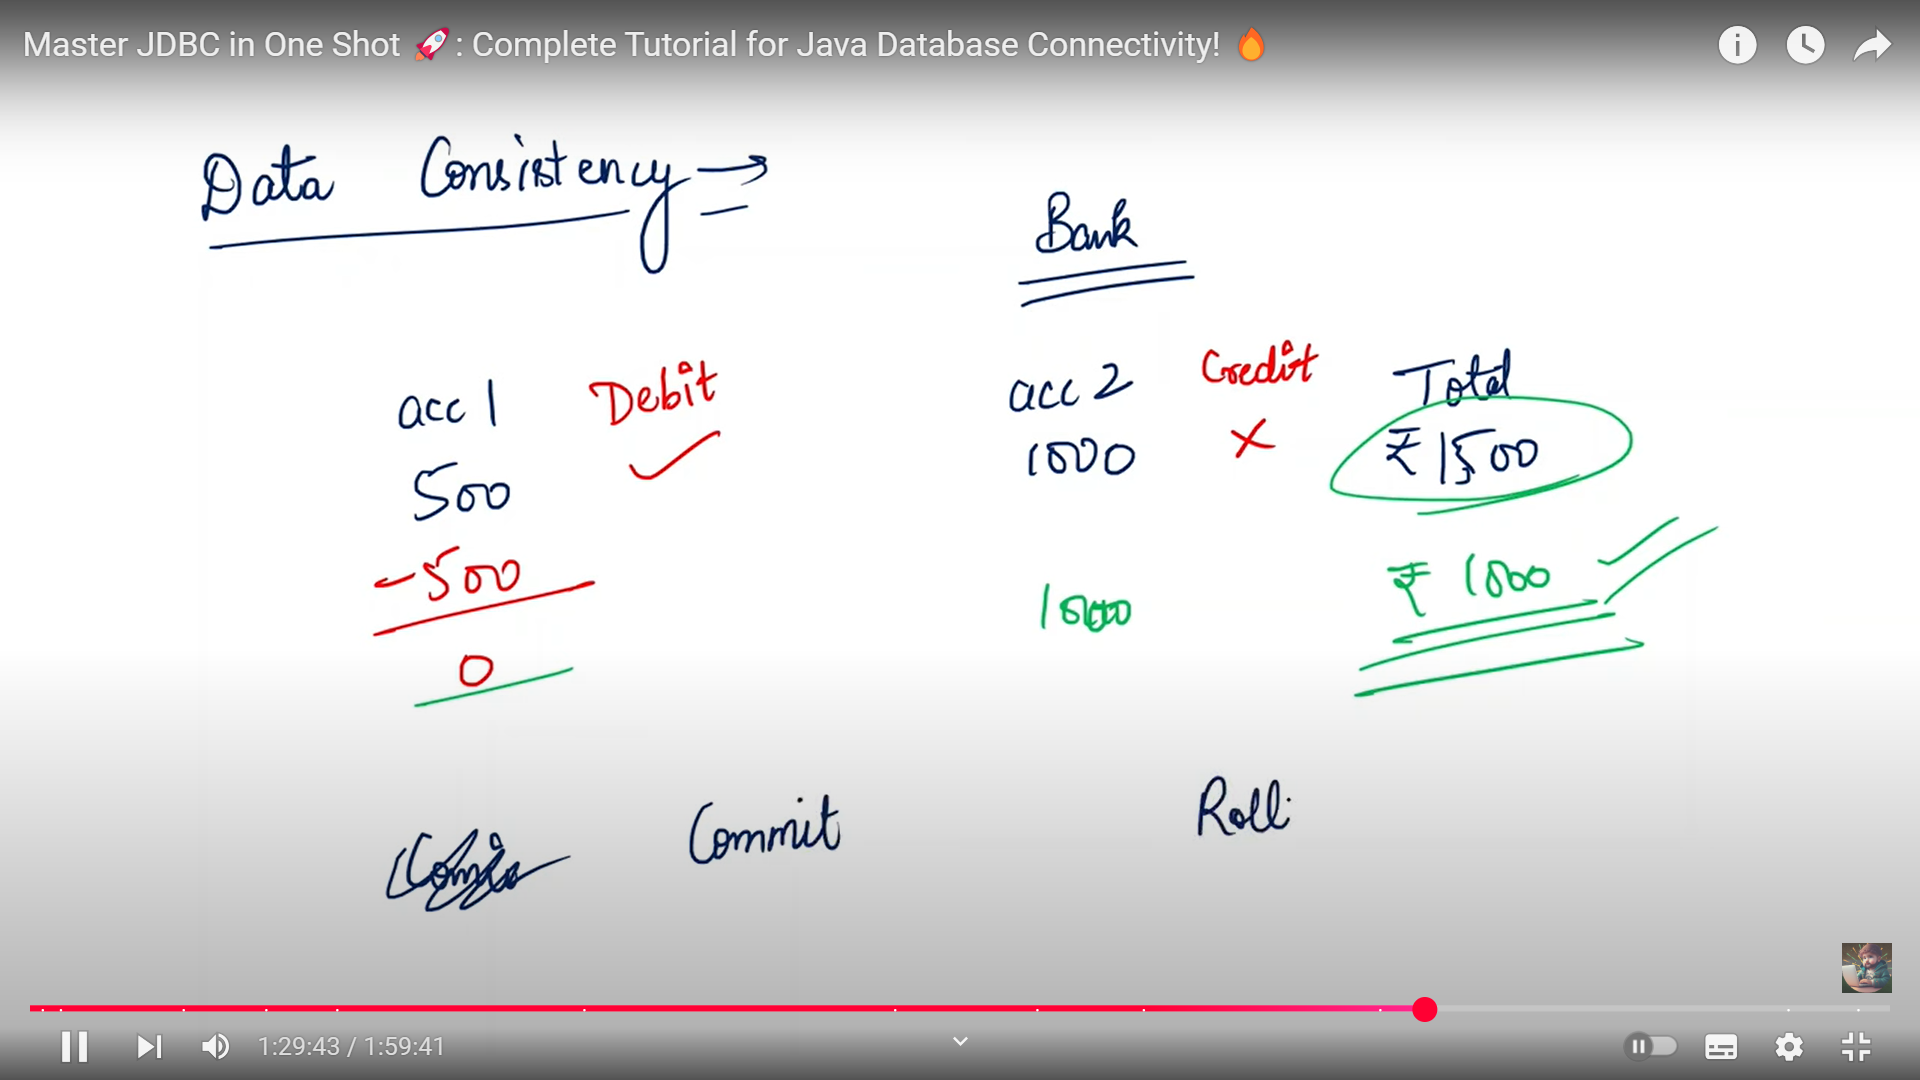 Master JDBC in One Shot 🚀 : Complete Tutorial for Java Database Connectivity! 🔥
Data Consistency →
Bank
acc 1 Debit
acc 2 Credit Total
500 ✓
1000 ✗ ₹ 1500
-500
1000 ₹ 1000 ✓
0
Commit Roll
1:29:43 / 1:59:41